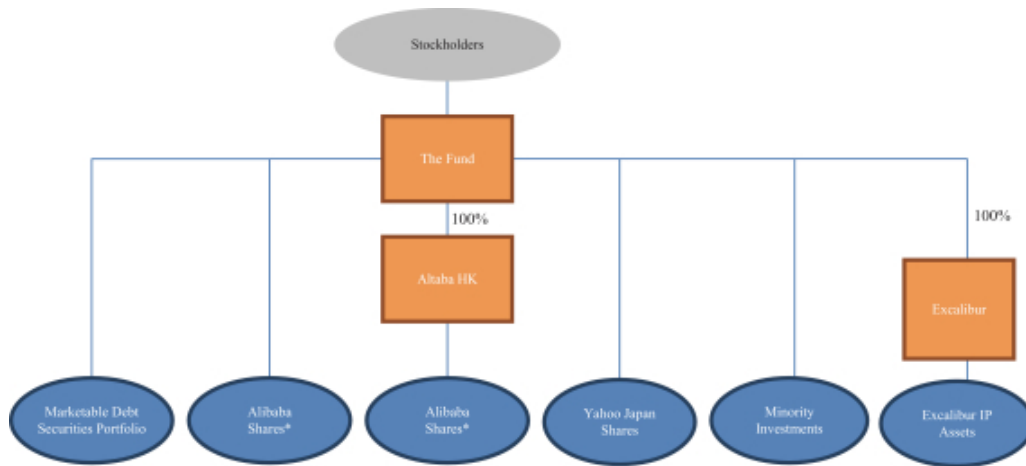 Stockholders
The Fund
100%
100%
Altaba HK
Excalibur
Marketable Debt
Securities Portfolio
Alibaba
Shares*
Alibaba
Shares*
Yahoo Japan
Shares
Minority
Investments
Excalibur IP
Assets